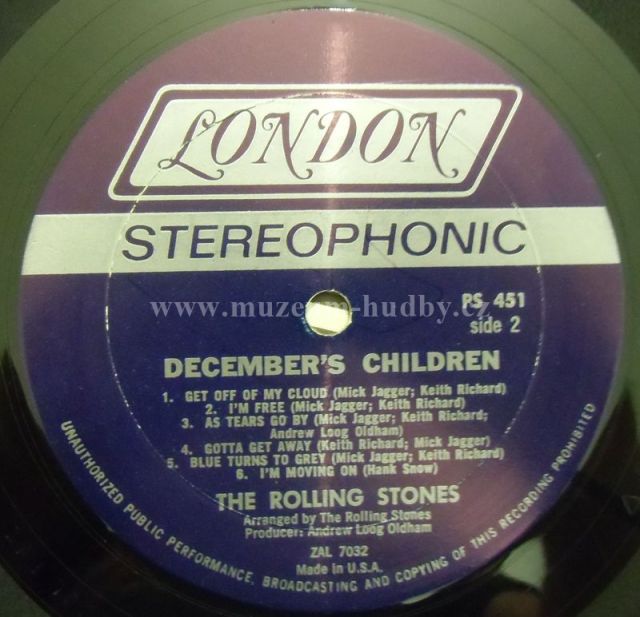 LONDON
STEREOPHONIC
www.muzeum-hudby.cz
PS 451
side 2
DECEMBER'S CHILDREN
1. GET OFF OF MY CLOUD (Mick Jagger; Keith Richard)
2. I'M FREE (Mick Jagger; Keith Richard)
3. AS TEARS GO BY (Mick Jagger; Keith Richard;
Andrew Loog Oldham)
4. GOTTA GET AWAY (Keith Richard; Mick Jagger)
5. BLUE TURNS TO GREY (Mick Jagger; Keith Richard)
6. I'M MOVING ON (Hank Snow)
THE ROLLING STONES
Arranged by The Rolling Stones
Producer: Andrew Loog Oldham
ZAL 7032
Made in U.S.A.
UNAUTHORIZED PUBLIC PERFORMANCE, BROADCASTING AND COPYING OF THIS RECORDING PROHIBITED